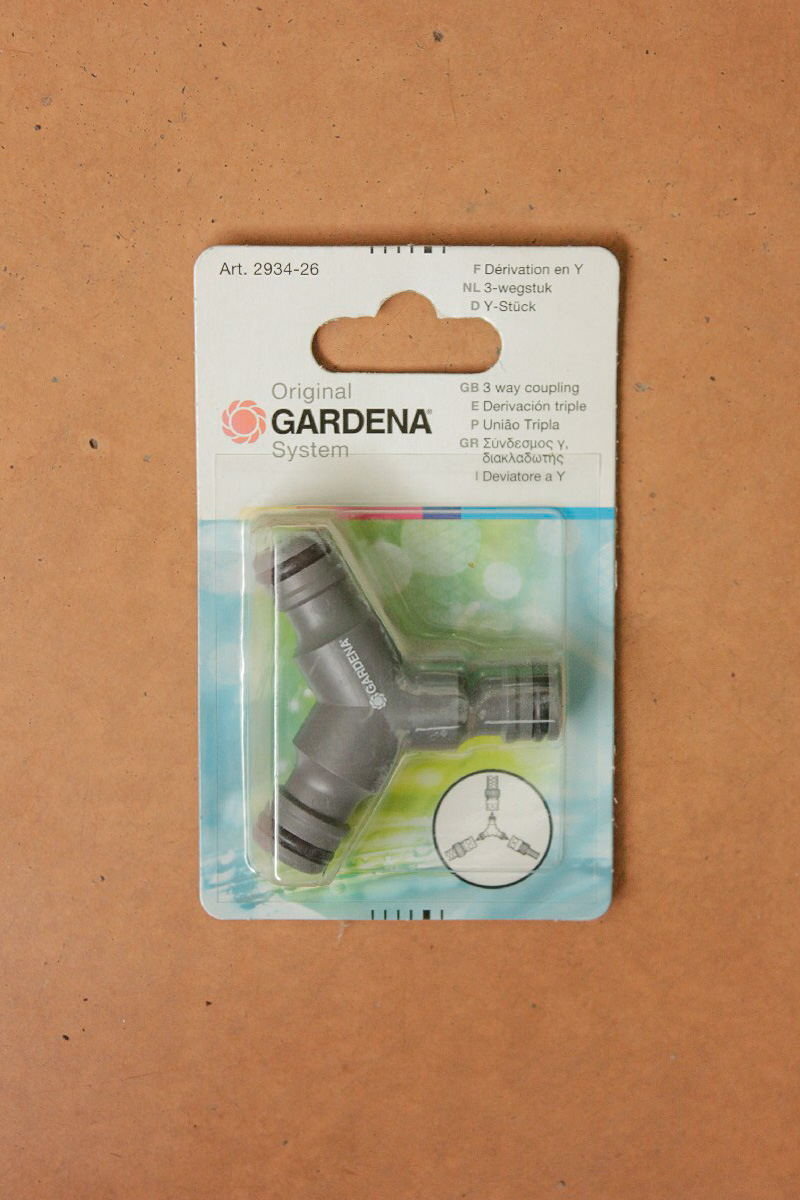 Art. 2934-26
F Dérivation en Y
NL 3-wegstuk
D Y-Stück
Original
GARDENA®
System
GB 3 way coupling
E Derivación triple
P União Tripla
GR Σύνδεσμος γ,
διακλαδωτής
I Deviatore a Y
GARDENA